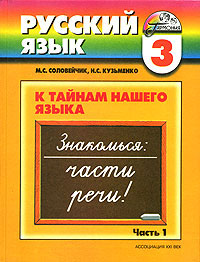 РУССКИЙ
ЯЗЫК
3
М.С. СОЛОВЕЙЧИК, Н.С. КУЗЬМЕНКО
К ТАЙНАМ НАШЕГО
ЯЗЫКА
Знакомься:
части
речи!
Часть 1
АССОЦИАЦИЯ XXI ВЕК